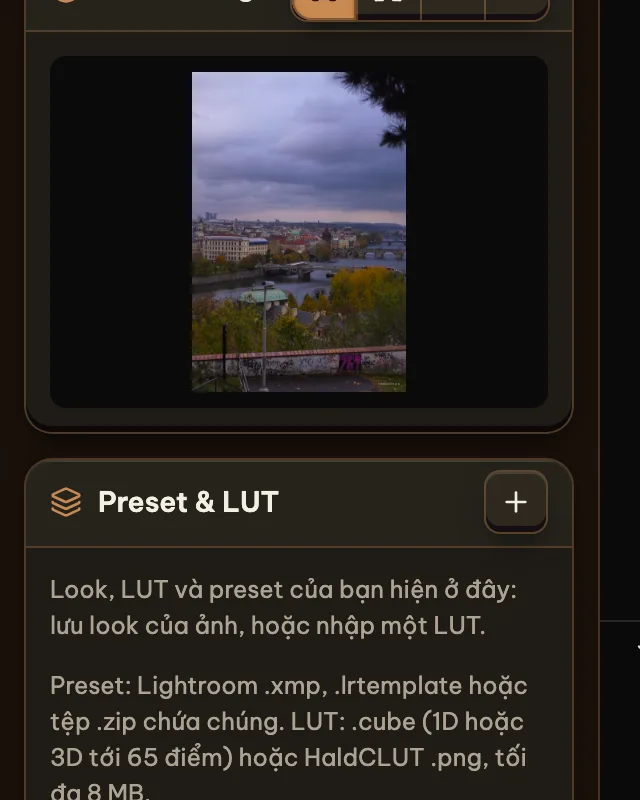 Preset & LUT
Look, LUT và preset của bạn hiện ở đây:
lưu look của ảnh, hoặc nhập một LUT.
Preset: Lightroom .xmp, .lrtemplate hoặc
tệp .zip chứa chúng. LUT: .cube (1D hoặc
3D tới 65 điểm) hoặc HaldCLUT .png, tối
đa 8 MB.